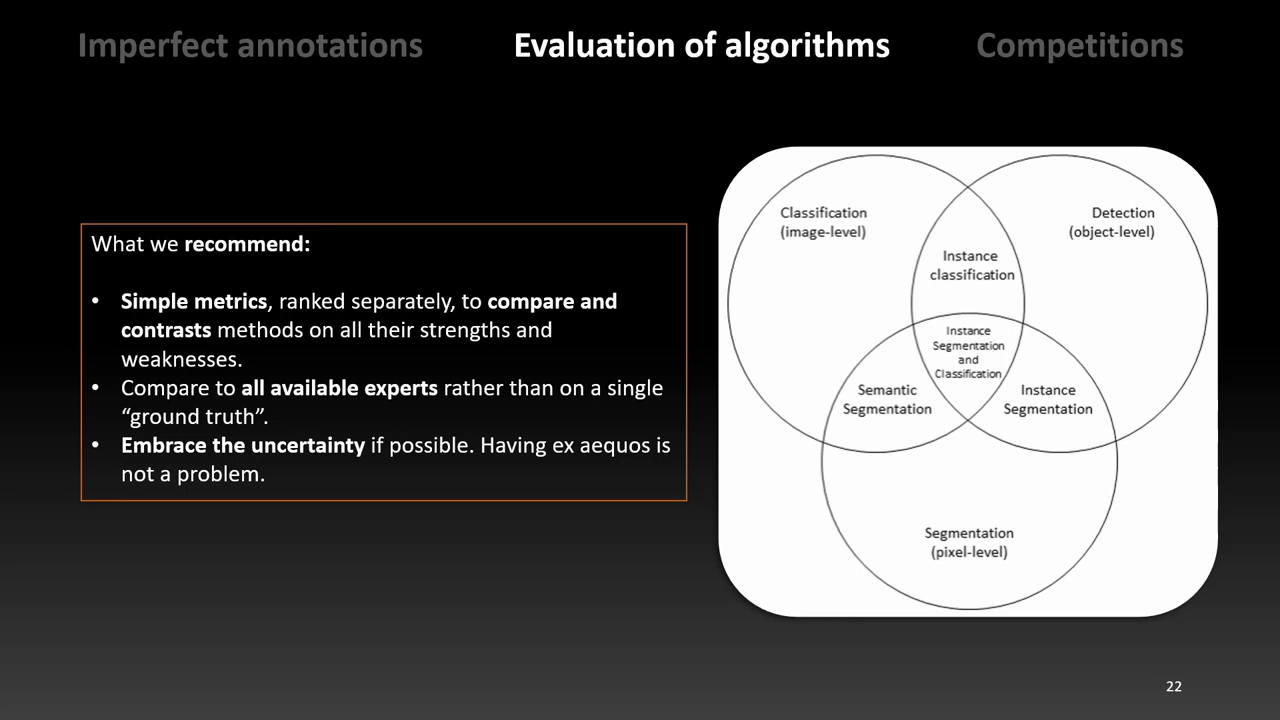 Imperfect annotations
Evaluation of algorithms
Competitions
What we recommend:
• Simple metrics, ranked separately, to compare and
contrasts methods on all their strengths and
weaknesses.
• Compare to all available experts rather than on a single
“ground truth”.
• Embrace the uncertainty if possible. Having ex aequos is
not a problem.
Classification
(image-level)
Detection
(object-level)
Instance
classification
Instance
Segmentation
and
Classification
Semantic
Segmentation
Instance
Segmentation
Segmentation
(pixel-level)
22